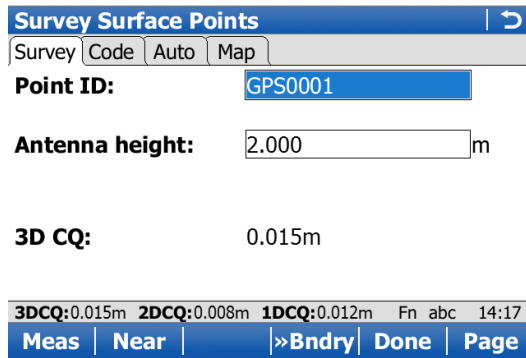 Survey Surface Points
Survey Code Auto Map
Point ID: GPS0001
Antenna height: 2.000 m
3D CQ: 0.015m
3DCQ:0.015m 2DCQ:0.008m 1DCQ:0.012m Fn abc 14:17
Meas Near »Bndry Done Page